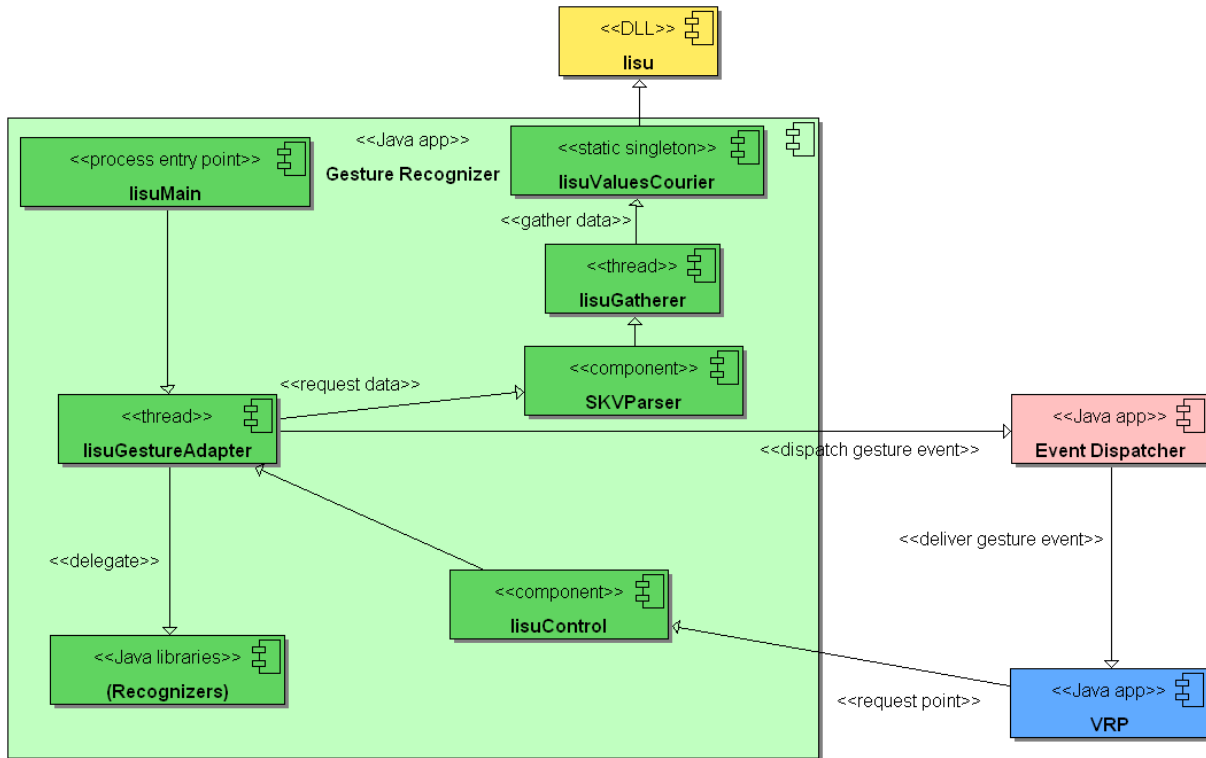 <<DLL>>
lisu
<<Java app>>
Gesture Recognizer
<<process entry point>>
lisuMain
<<static singleton>>
lisuValuesCourier
<<gather data>>
<<thread>>
lisuGatherer
<<component>>
SKVParser
<<request data>>
<<thread>>
lisuGestureAdapter
<<Java app>>
Event Dispatcher
<<dispatch gesture event>>
<<deliver gesture event>>
<<delegate>>
<<component>>
lisuControl
<<Java libraries>>
(Recognizers)
<<request point>>
<<Java app>>
VRP